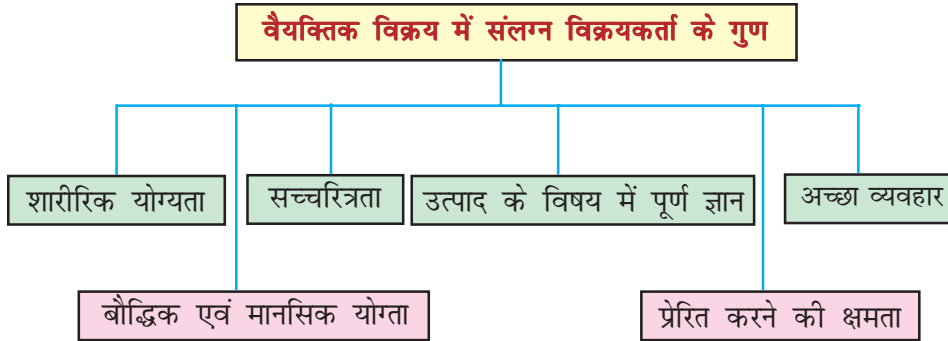 वैयक्तिक विक्रय में संलग्न विक्रयकर्ता के गुण
शारीरिक योग्यता
सच्चरित्रता
उत्पाद के विषय में पूर्ण ज्ञान
अच्छा व्यवहार
बौद्धिक एवं मानसिक योग्ता
प्रेरित करने की क्षमता